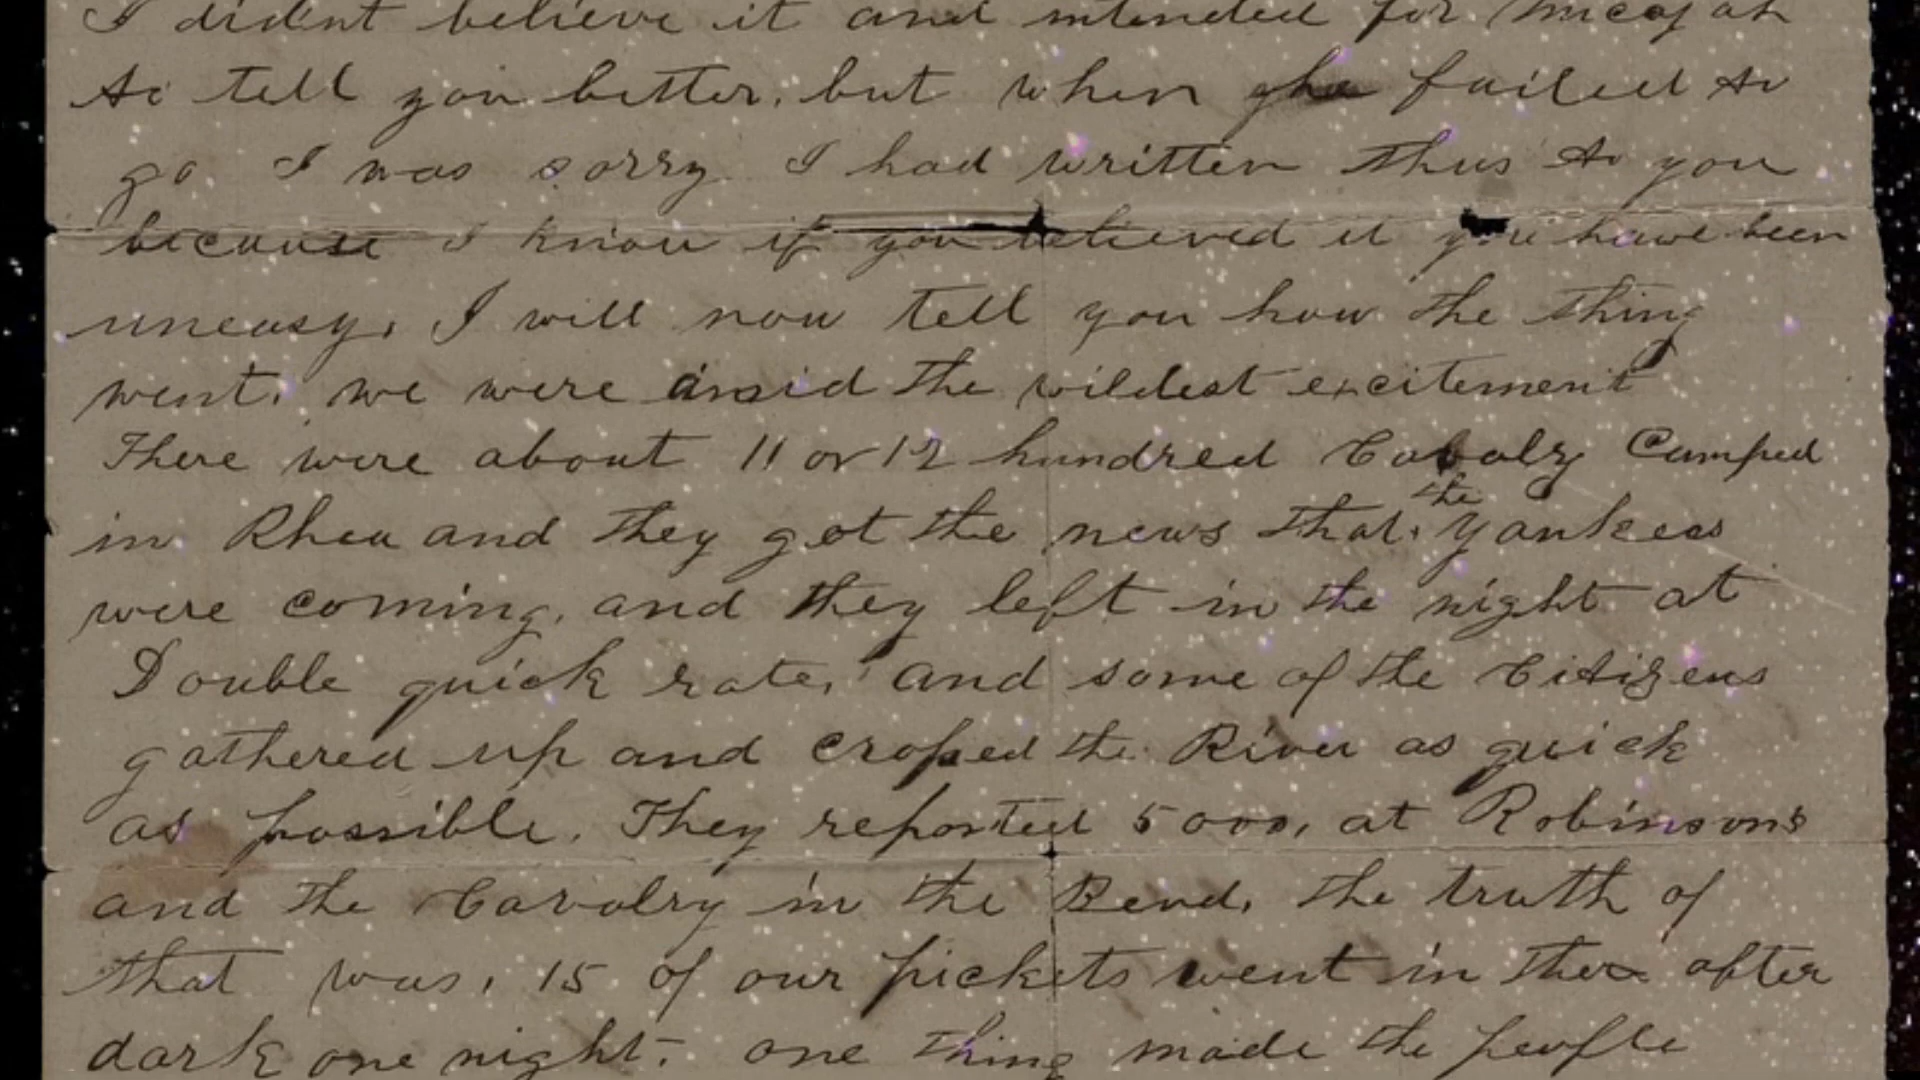 I didn't believe it and intended for Micajah
to tell you better, but when he failed to
go I was sorry I had written thus to you
because I know if you believed it you have been
uneasy, I will now tell you how the thing
went. we were amid the wildest excitement
There were about 11 or 12 hundred Cavalry Camped
in Rhea and they got the news that the Yankees
were coming, and they left in the night at
Double quick rate, and some of the Citizens
gathered up and crossed the River as quick
as possible. They reported 5000, at Robinsons
and the Cavalry in the Bend, the truth of
that was, 15 of our pickets went in there after
dark one night. one thing made the people